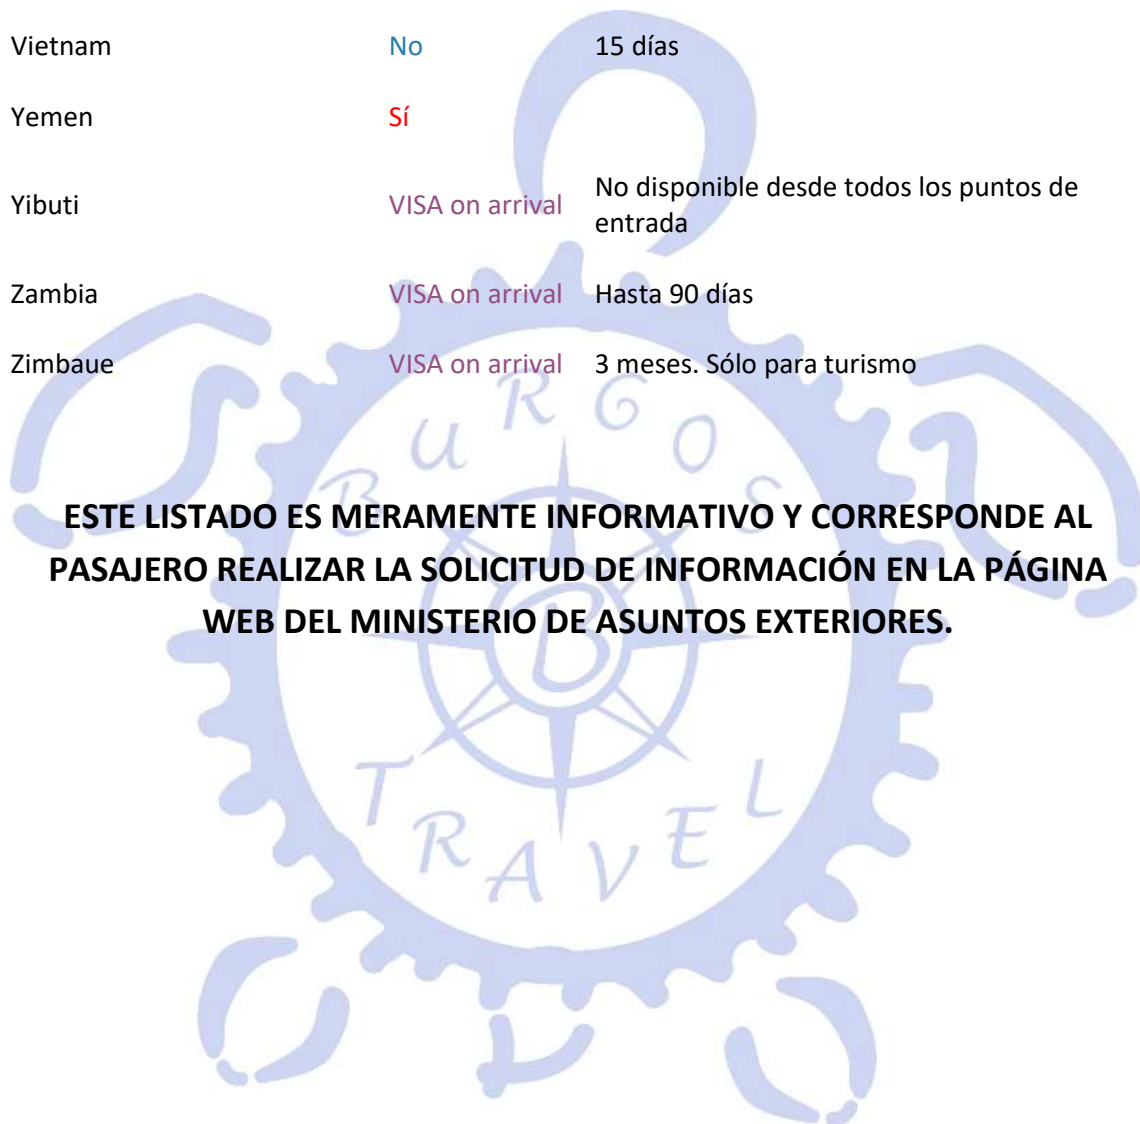 Vietnam No 15 días
Yemen Sí
Yibuti VISA on arrival No disponible desde todos los puntos de
entrada
Zambia VISA on arrival Hasta 90 días
Zimbaue VISA on arrival 3 meses. Sólo para turismo
BURGOS
ESTE LISTADO ES MERAMENTE INFORMATIVO Y CORRESPONDE AL
PASAJERO REALIZAR LA SOLICITUD DE INFORMACIÓN EN LA PÁGINA
WEB DEL MINISTERIO DE ASUNTOS EXTERIORES.
B
TRAVEL